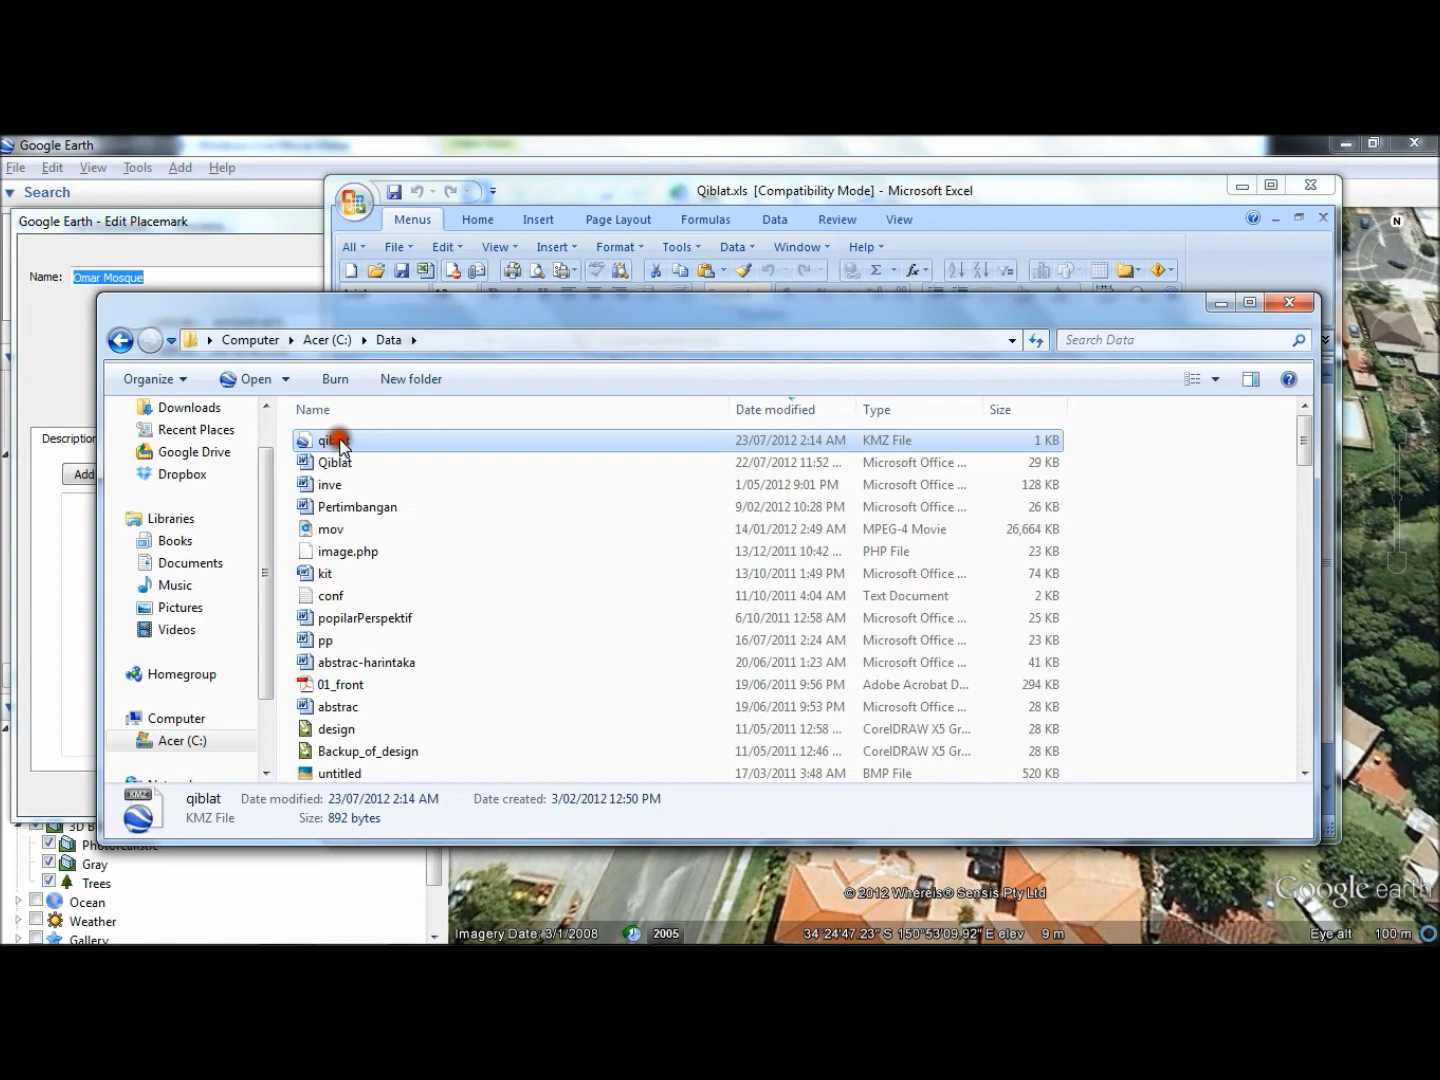 Google Earth
File Edit View Tools Add Help
Search
Google Earth - Edit Placemark
Name: Omar Mosque
Description
Add
Qiblat.xls [Compatibility Mode] - Microsoft Excel
Menus Home Insert Page Layout Formulas Data Review View
All File Edit View Insert Format Tools Data Window Help
Computer Acer (C:) Data
Search Data
Organize Open Burn New folder
Downloads
Recent Places
Google Drive
Dropbox
Libraries
Books
Documents
Music
Pictures
Videos
Homegroup
Computer
Acer (C:)
Name Date modified Type Size
23/07/2012 2:14 AM KMZ File 1 KB
Qiblat 22/07/2012 11:52 ... Microsoft Office ... 29 KB
inve 1/05/2012 9:01 PM Microsoft Office ... 128 KB
Pertimbangan 9/02/2012 10:28 PM Microsoft Office ... 26 KB
mov 14/01/2012 2:49 AM MPEG-4 Movie 26,664 KB
image.php 13/12/2011 10:42 ... PHP File 23 KB
kit 13/10/2011 1:49 PM Microsoft Office ... 74 KB
conf 11/10/2011 4:04 AM Text Document 2 KB
popilarPerspektif 6/10/2011 12:58 AM Microsoft Office ... 25 KB
pp 16/07/2011 2:24 AM Microsoft Office ... 23 KB
abstrac-harintaka 20/06/2011 1:23 AM Microsoft Office ... 41 KB
01_front 19/06/2011 9:56 PM Adobe Acrobat D... 294 KB
abstrac 19/06/2011 9:53 PM Microsoft Office ... 28 KB
design 11/05/2011 12:58 ... CorelDRAW X5 Gr... 28 KB
Backup_of_design 11/05/2011 12:46 ... CorelDRAW X5 Gr... 28 KB
untitled 17/03/2011 3:48 AM BMP File 520 KB
KMZ
qiblat Date modified: 23/07/2012 2:14 AM Date created: 3/02/2012 12:50 PM
KMZ File Size: 892 bytes
Gray
Trees
Ocean
Weather
Gallery
N
© 2012 Whereis® Sensis Pty Ltd
Google earth
Imagery Date: 3/1/2008 2005 34°24'47.23" S 150°53'09.92" E elev 9 m Eye alt 100 m